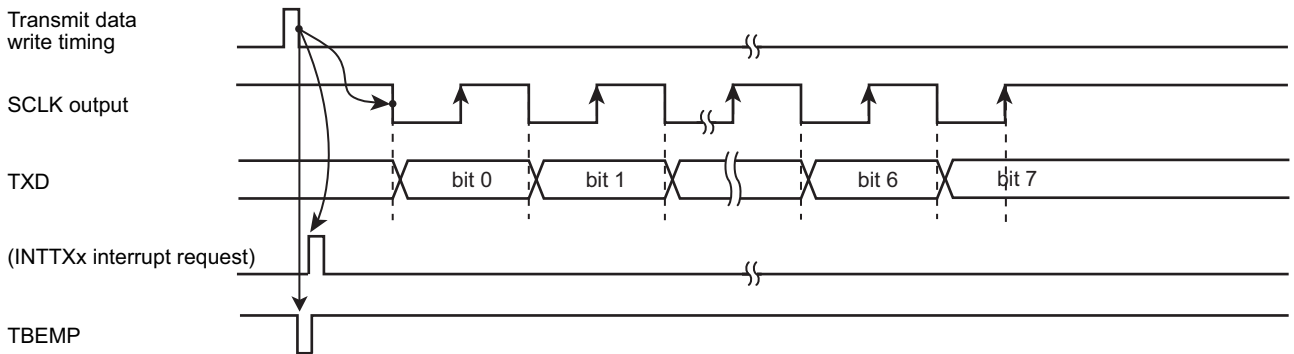 Transmit data
write timing
SCLK output
TXD
bit 0
bit 1
bit 6
bit 7
(INTTXx interrupt request)
TBEMP